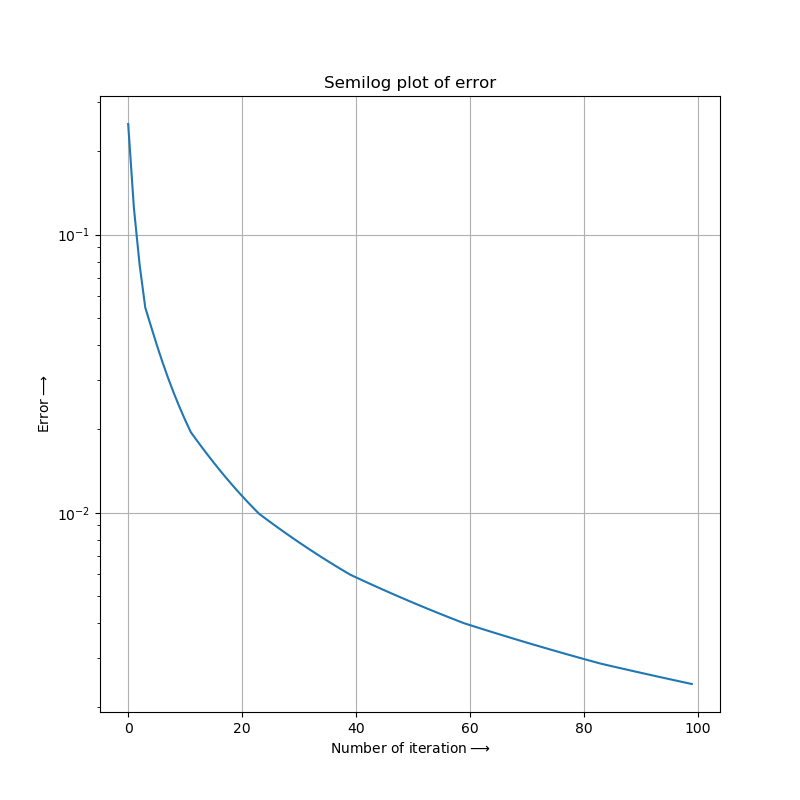 Semilog plot of error
10⁻¹
10⁻²
Error ⟶
0 20 40 60 80 100
Number of iteration ⟶